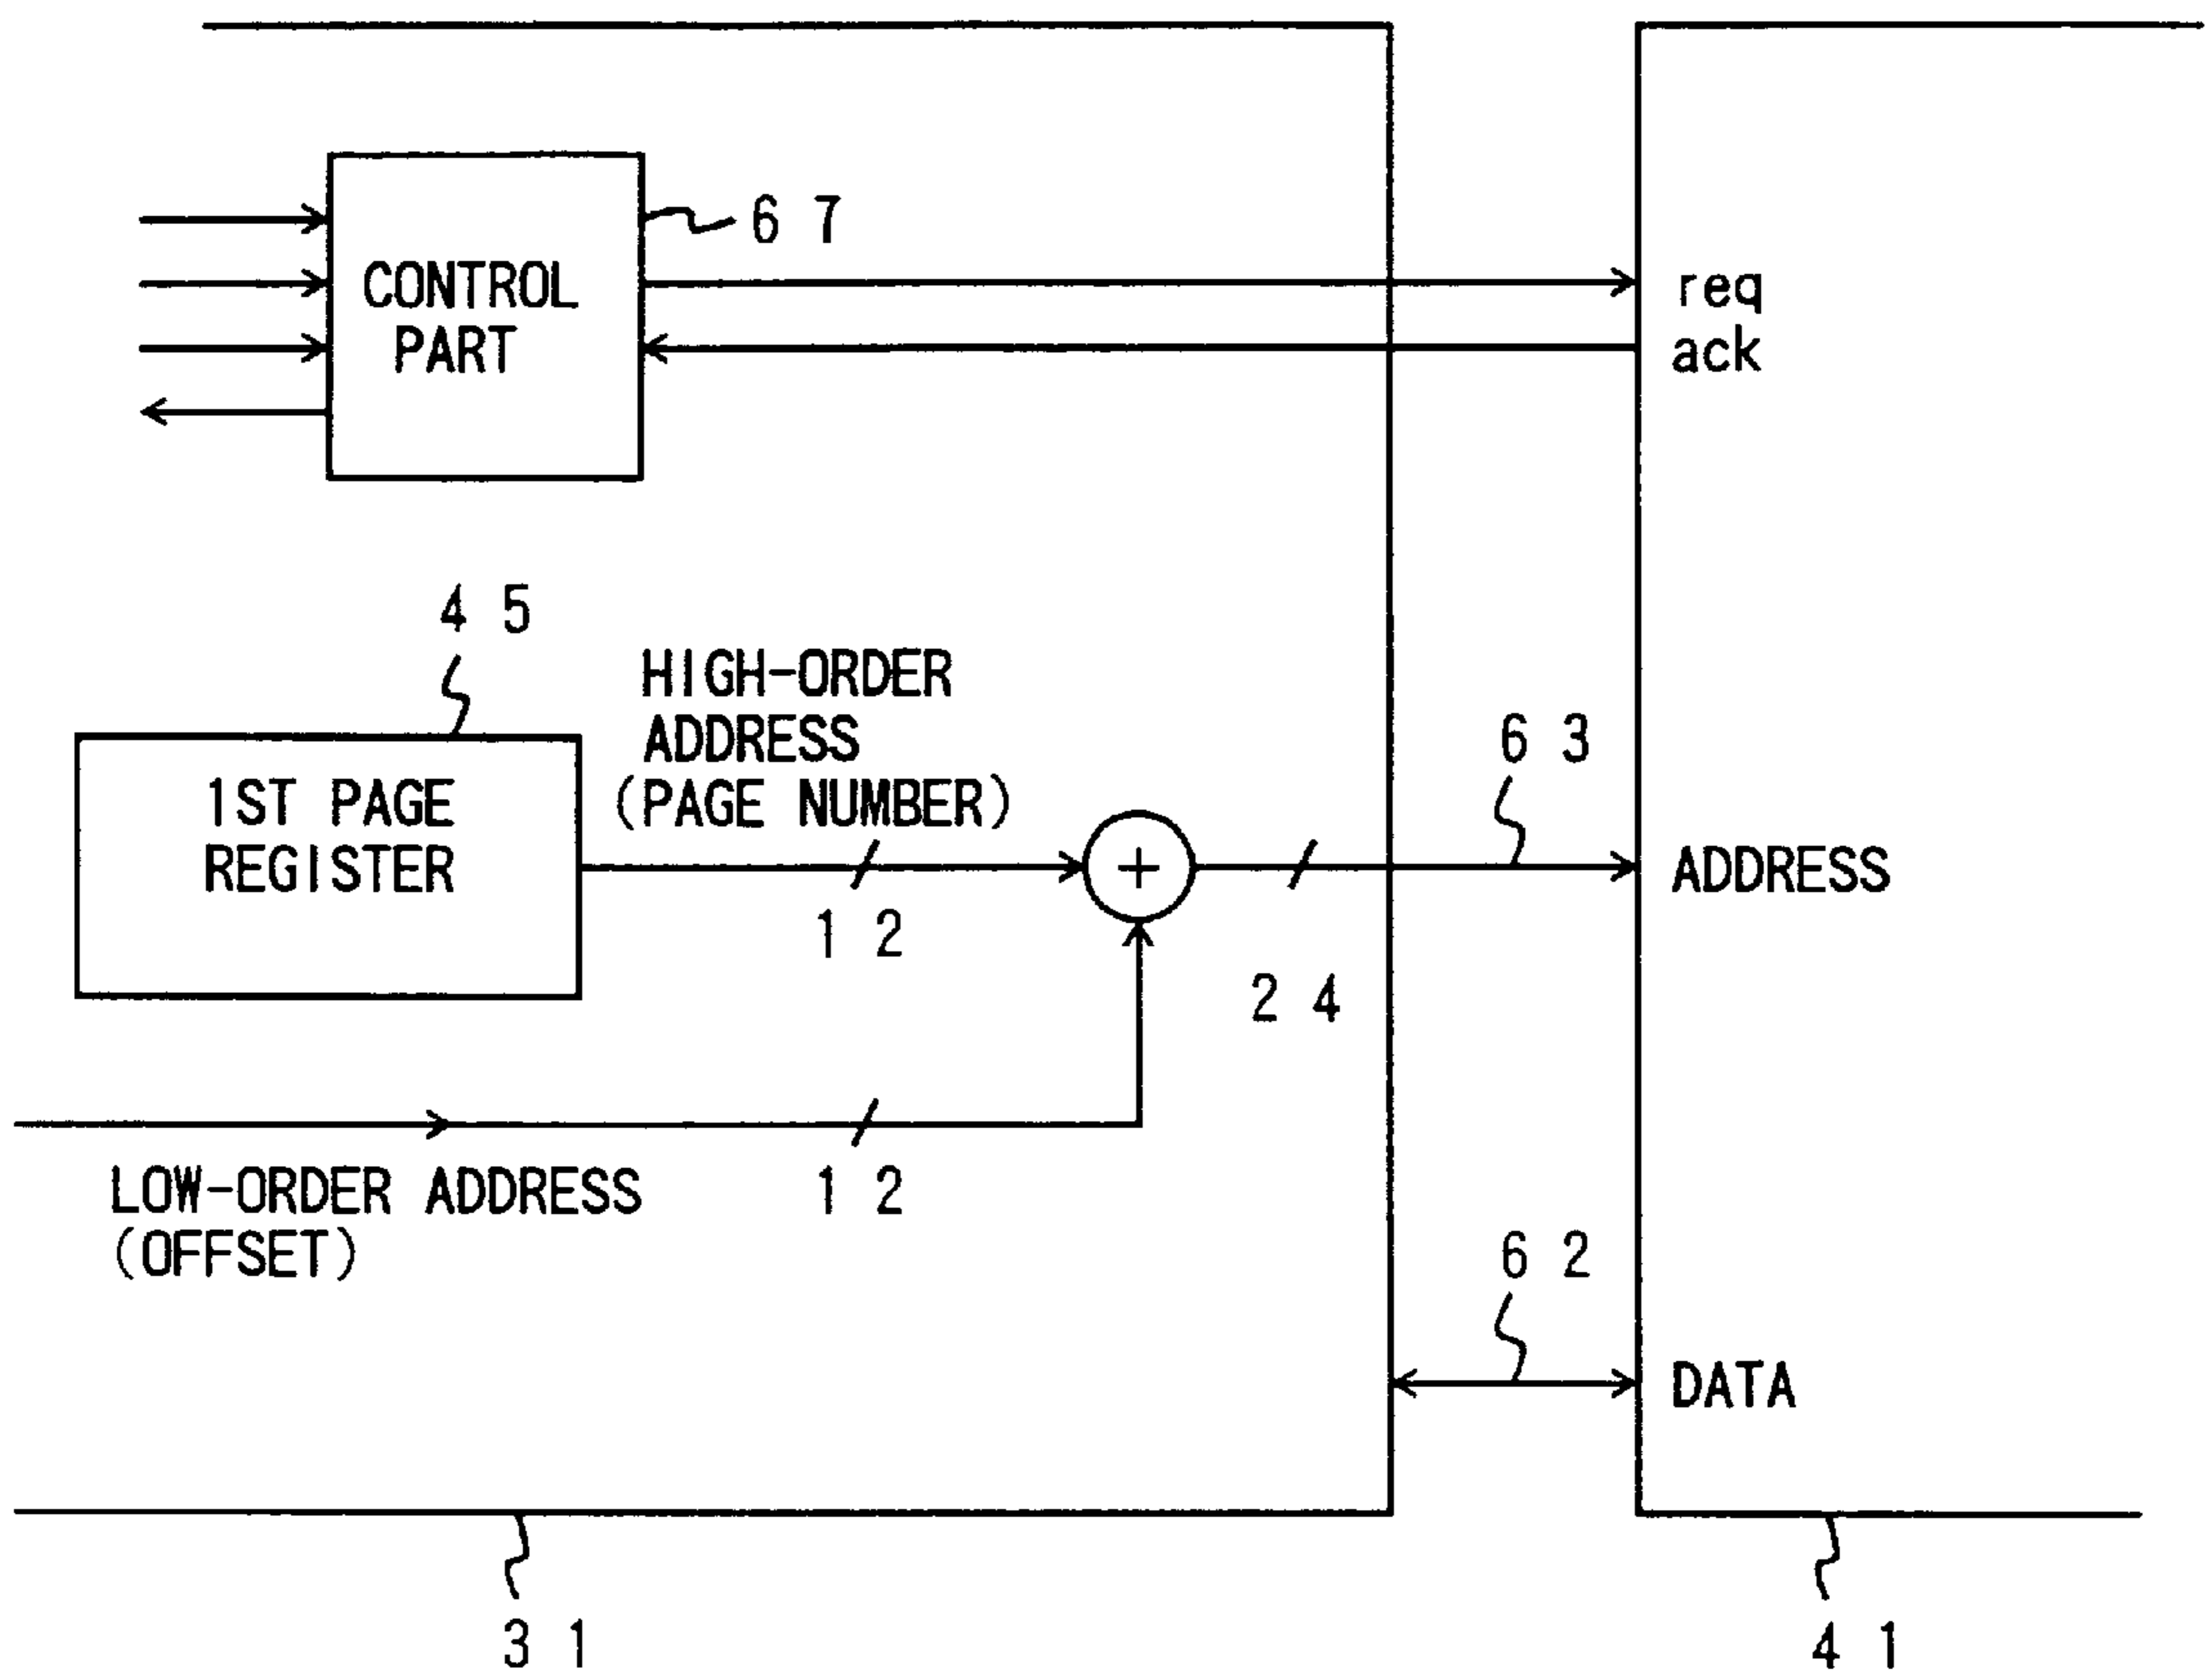 6 7
CONTROL
PART
req
ack
4 5
HIGH-ORDER
ADDRESS
(PAGE NUMBER)
1ST PAGE
REGISTER
1 2
6 3
ADDRESS
2 4
LOW-ORDER ADDRESS
(OFFSET)
1 2
6 2
DATA
3 1
4 1